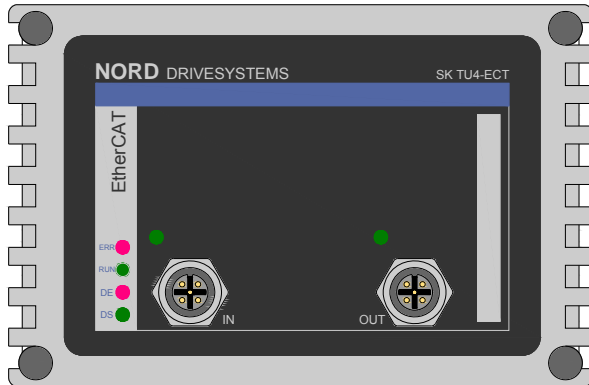 NORD DRIVESYSTEMS SK TU4-ECT
EtherCAT
ERR
RUN
DE
DS
IN
OUT